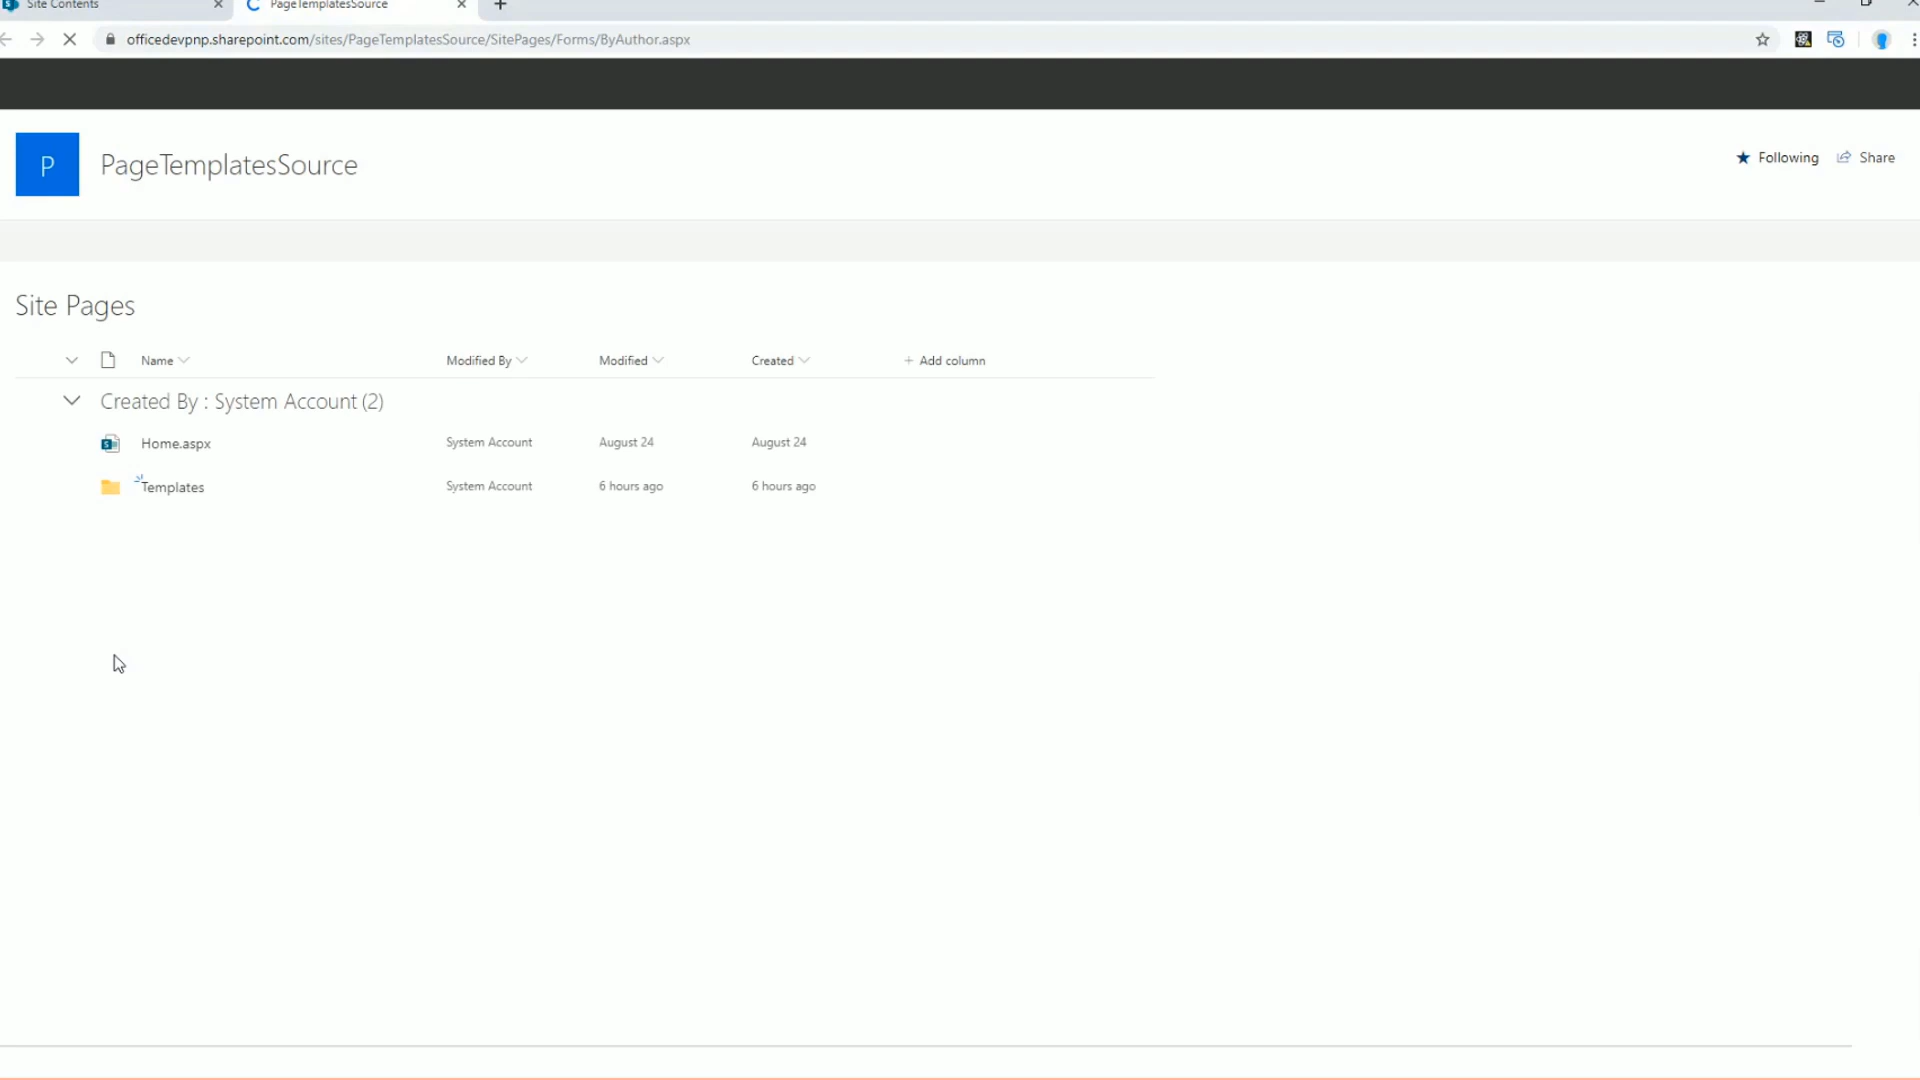 Site Contents
PageTemplatesSource
officedevpnp.sharepoint.com/sites/PageTemplatesSource/SitePages/Forms/ByAuthor.aspx
P
PageTemplatesSource
Following
Share
Site Pages
Name
Modified By
Modified
Created
+ Add column
Created By : System Account (2)
Home.aspx
System Account
August 24
August 24
Templates
System Account
6 hours ago
6 hours ago